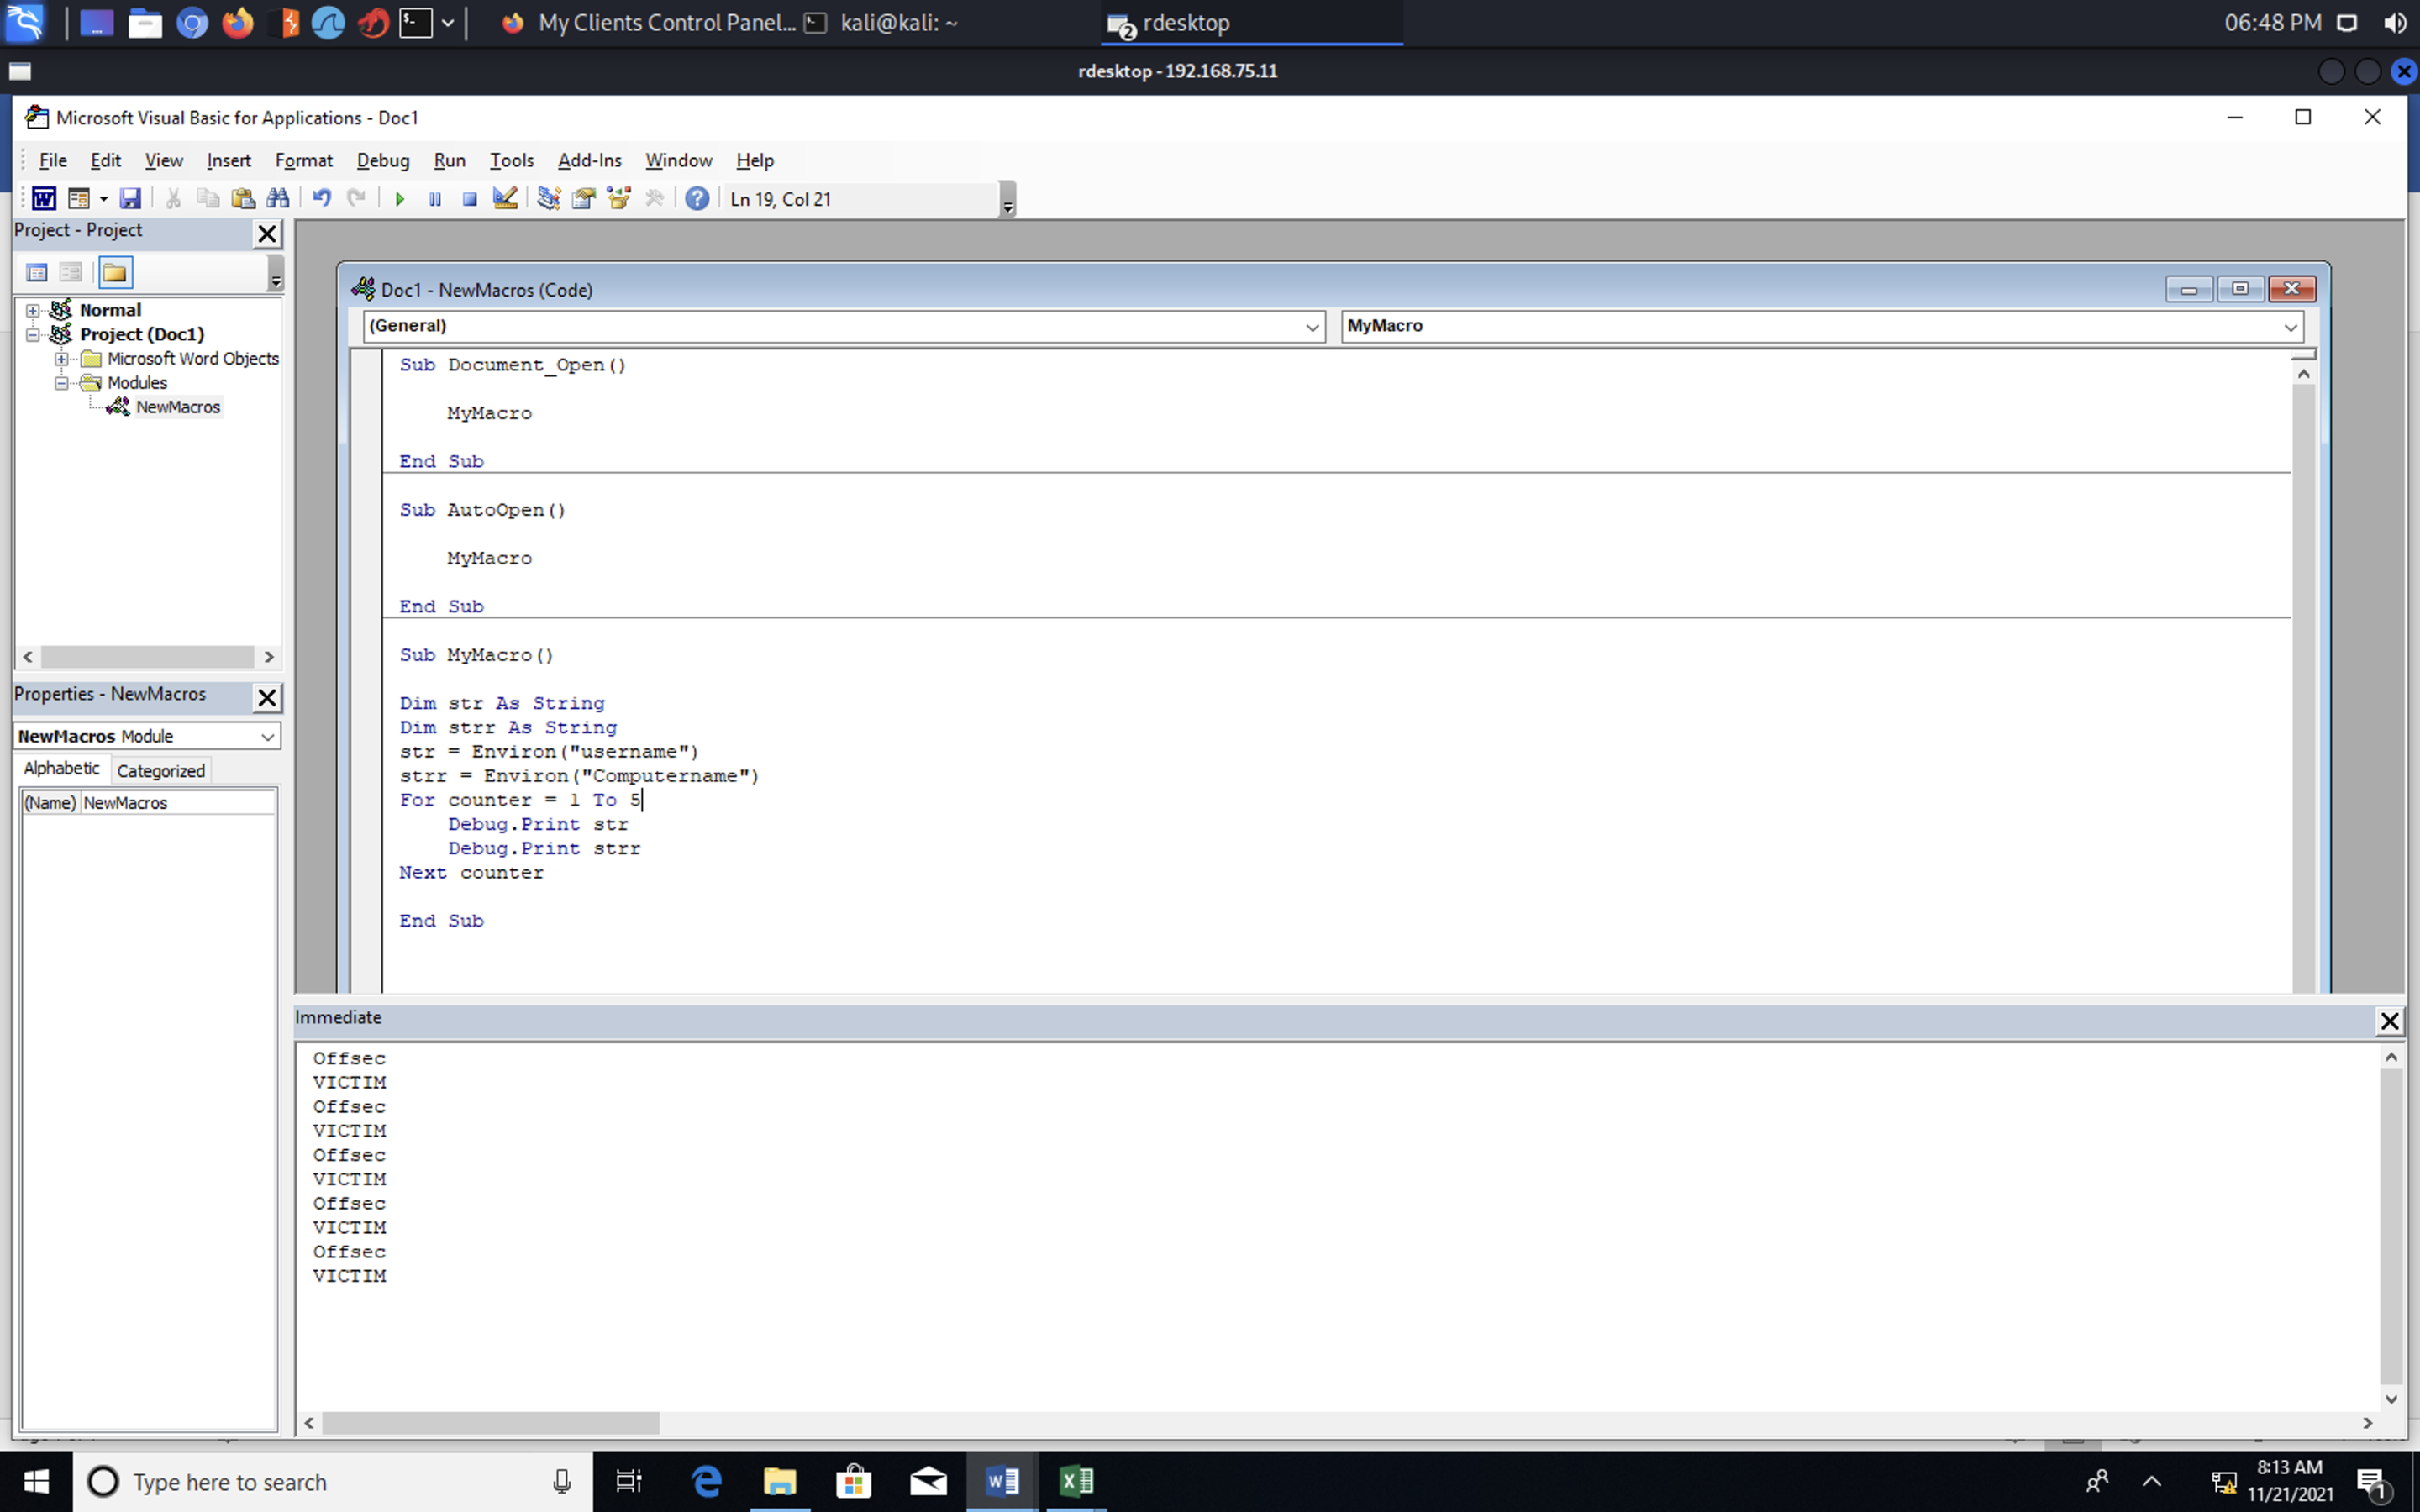 My Clients Control Panel...
kali@kali: ~
rdesktop
06:48 PM
rdesktop - 192.168.75.11
Microsoft Visual Basic for Applications - Doc1
File Edit View Insert Format Debug Run Tools Add-Ins Window Help
Ln 19, Col 21
Project - Project
Normal
Project (Doc1)
Microsoft Word Objects
Modules
NewMacros
Properties - NewMacros
NewMacros Module
Alphabetic Categorized
(Name) NewMacros
Doc1 - NewMacros (Code)
(General) MyMacro
Sub Document_Open()
MyMacro
End Sub
Sub AutoOpen()
MyMacro
End Sub
Sub MyMacro()
Dim str As String
Dim strr As String
str = Environ("username")
strr = Environ("Computername")
For counter = 1 To 5
Debug.Print str
Debug.Print strr
Next counter
End Sub
Immediate
Offsec
VICTIM
Offsec
VICTIM
Offsec
VICTIM
Offsec
VICTIM
Offsec
VICTIM
Type here to search
8:13 AM
11/21/2021